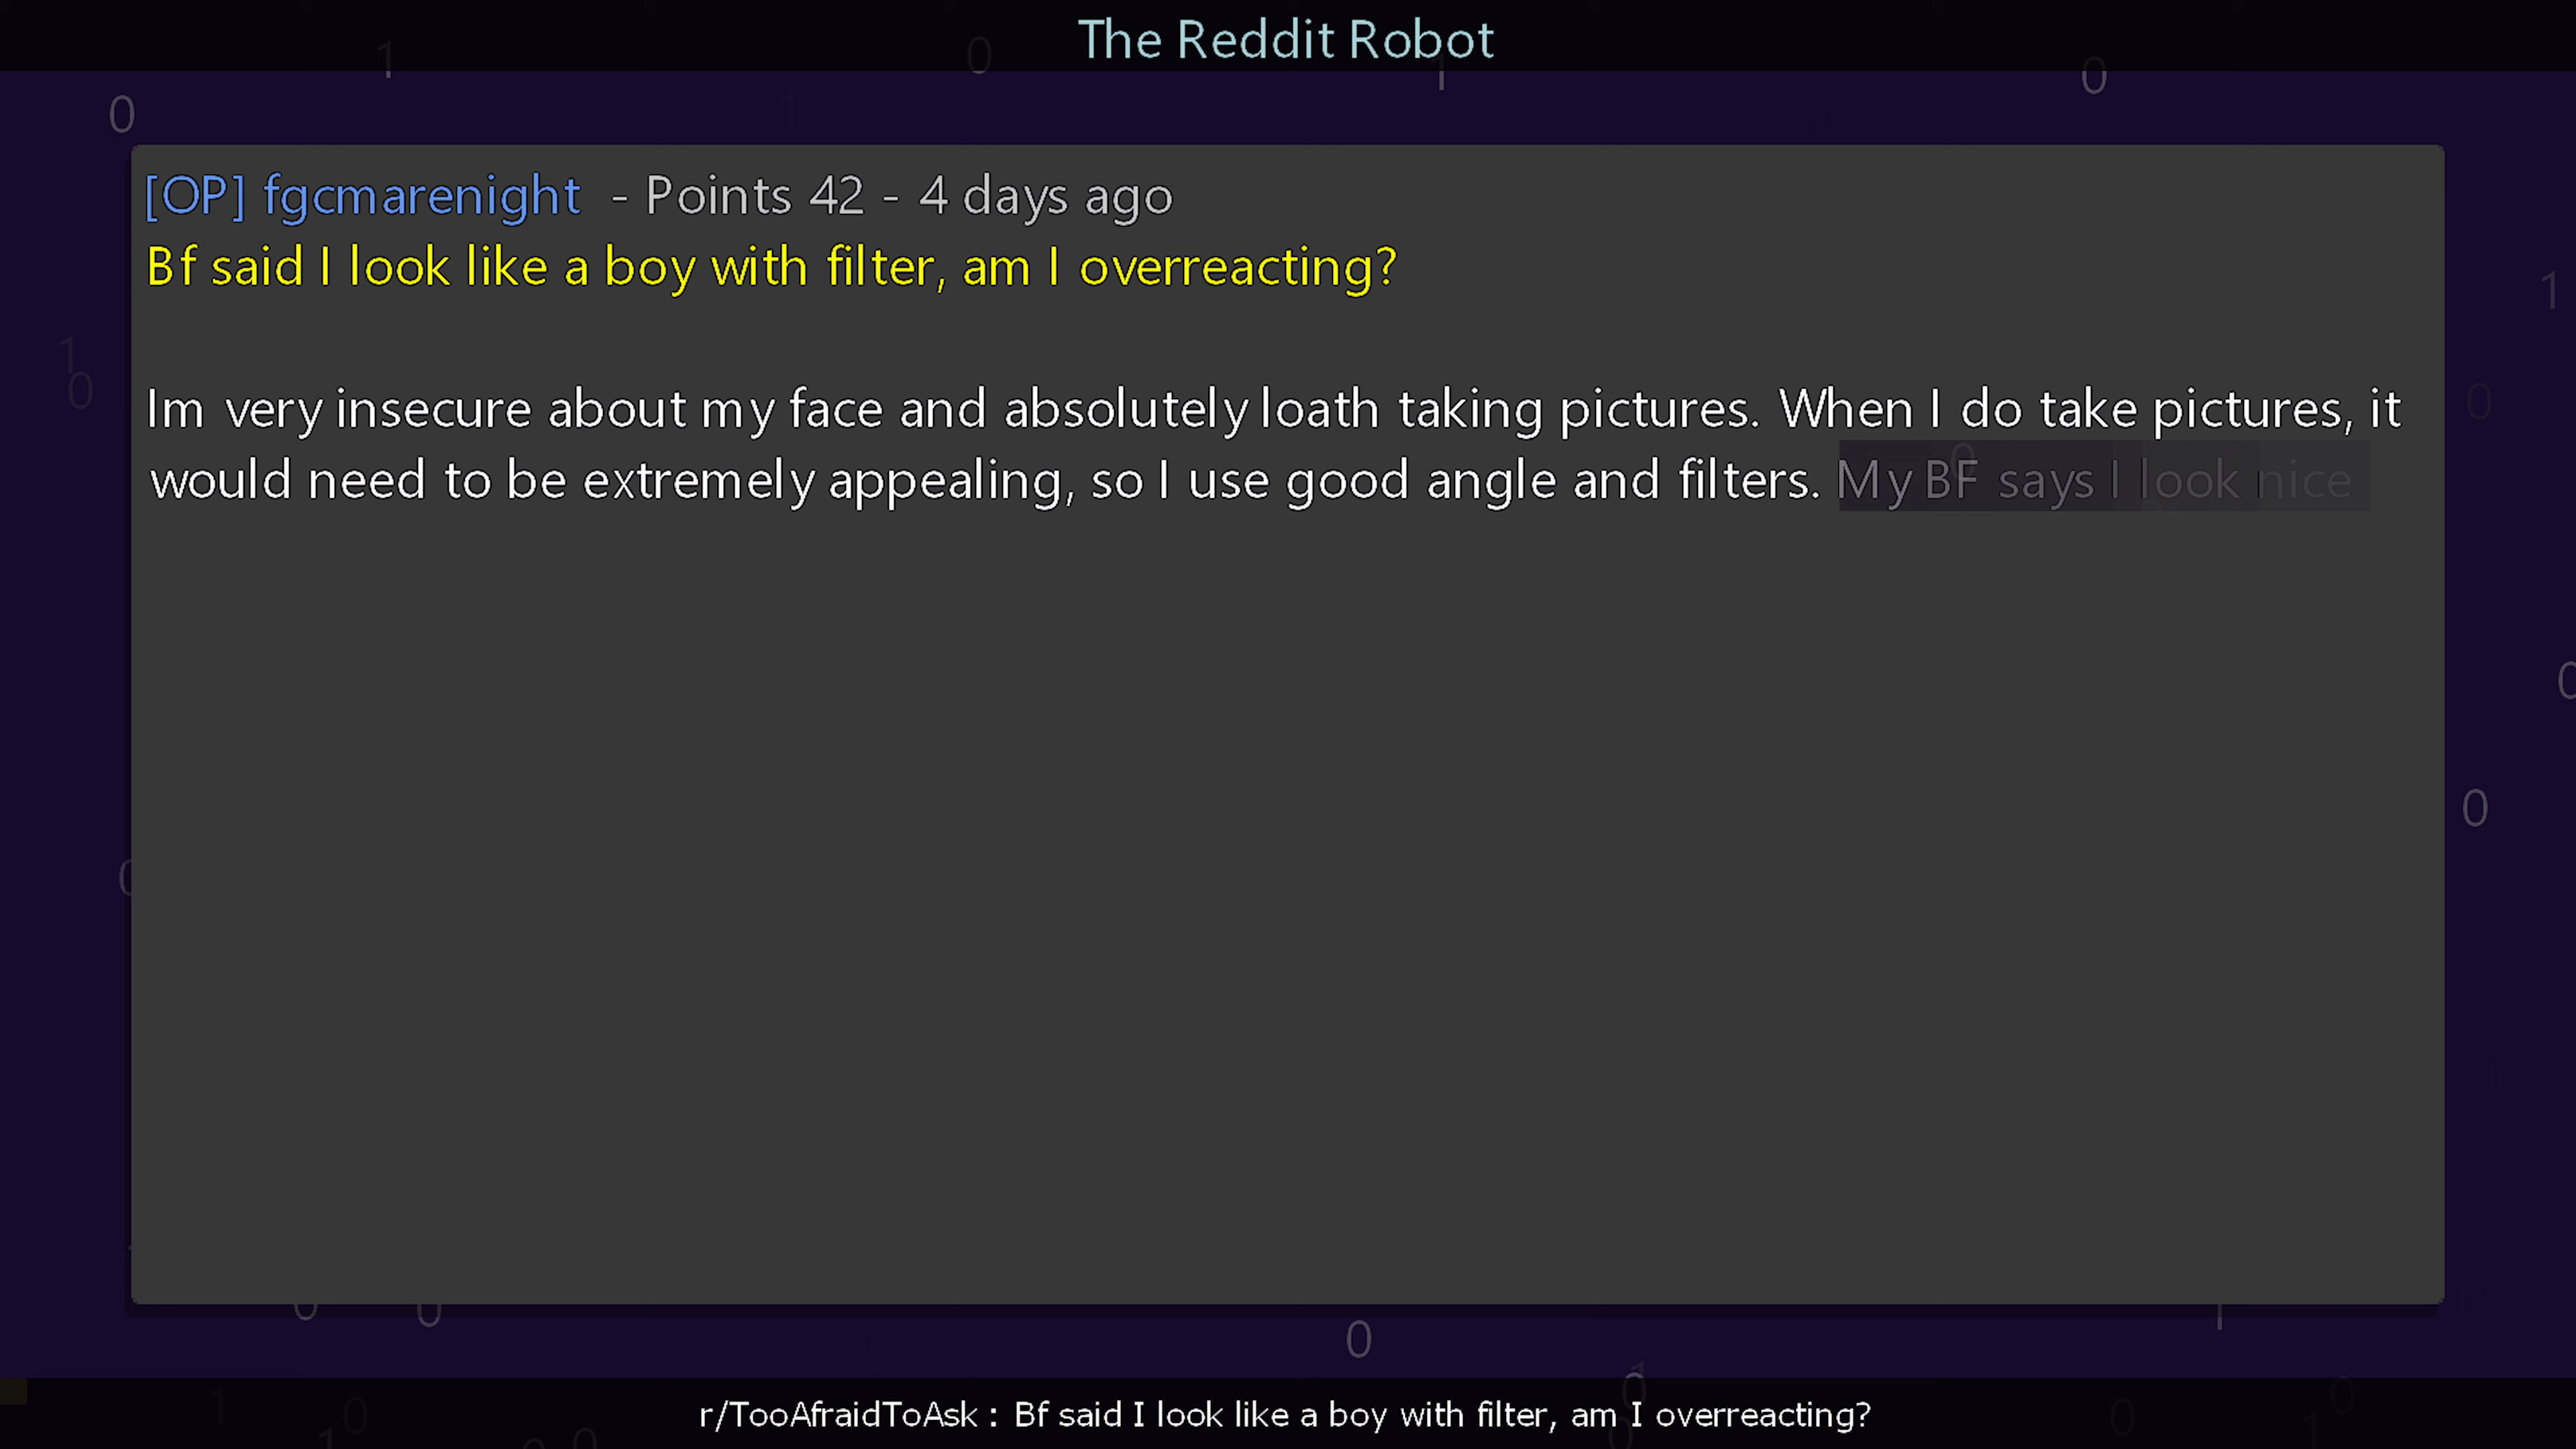 The Reddit Robot
[OP] fgcmarenight - Points 42 - 4 days ago
Bf said I look like a boy with filter, am I overreacting?
Im very insecure about my face and absolutely loath taking pictures. When I do take pictures, it
would need to be extremely appealing, so I use good angle and filters. My BF says I look nice
r/TooAfraidToAsk : Bf said I look like a boy with filter, am I overreacting?